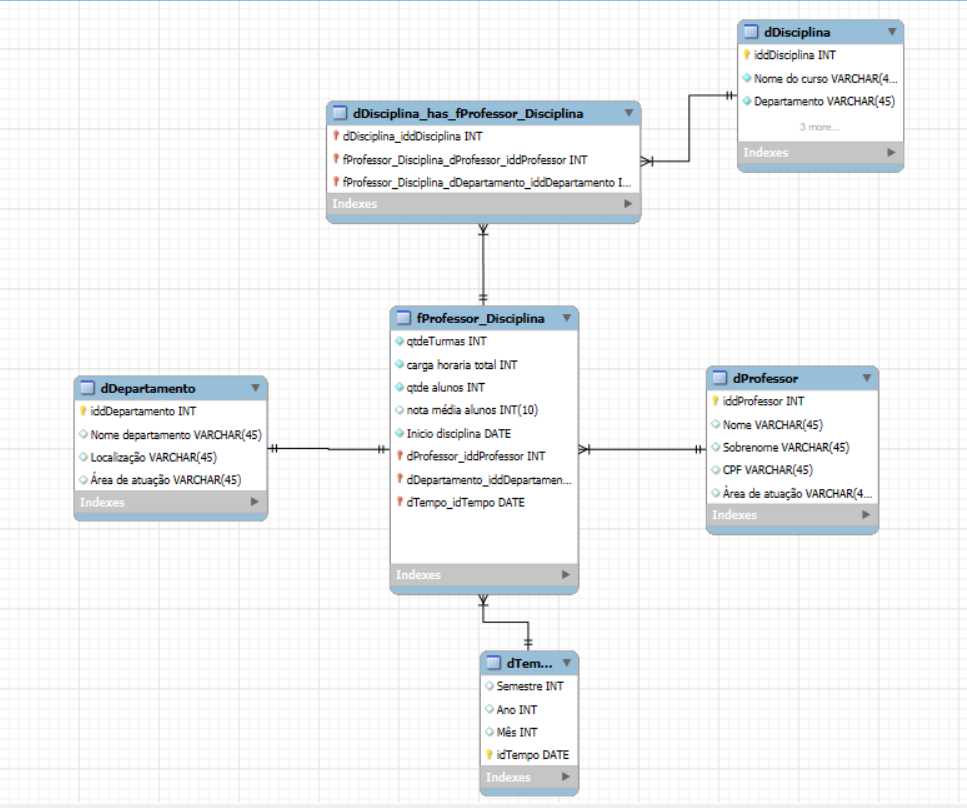 dDisciplina
iddDisciplina INT
Nome do curso VARCHAR(4...
Departamento VARCHAR(45)
3 more...
Indexes
dDisciplina_has_fProfessor_Disciplina
dDisciplina_iddDisciplina INT
fProfessor_Disciplina_dProfessor_iddProfessor INT
fProfessor_Disciplina_dDepartamento_iddDepartamento I...
Indexes
fProfessor_Disciplina
qtdeTurmas INT
carga horaria total INT
qtde alunos INT
nota média alunos INT(10)
Inicio disciplina DATE
dProfessor_iddProfessor INT
dDepartamento_iddDepartamen...
dTempo_idTempo DATE
Indexes
dDepartamento
iddDepartamento INT
Nome departamento VARCHAR(45)
Localização VARCHAR(45)
Área de atuação VARCHAR(45)
Indexes
dProfessor
iddProfessor INT
Nome VARCHAR(45)
Sobrenome VARCHAR(45)
CPF VARCHAR(45)
Àrea de atuação VARCHAR(4...
Indexes
dTem...
Semestre INT
Ano INT
Mês INT
idTempo DATE
Indexes